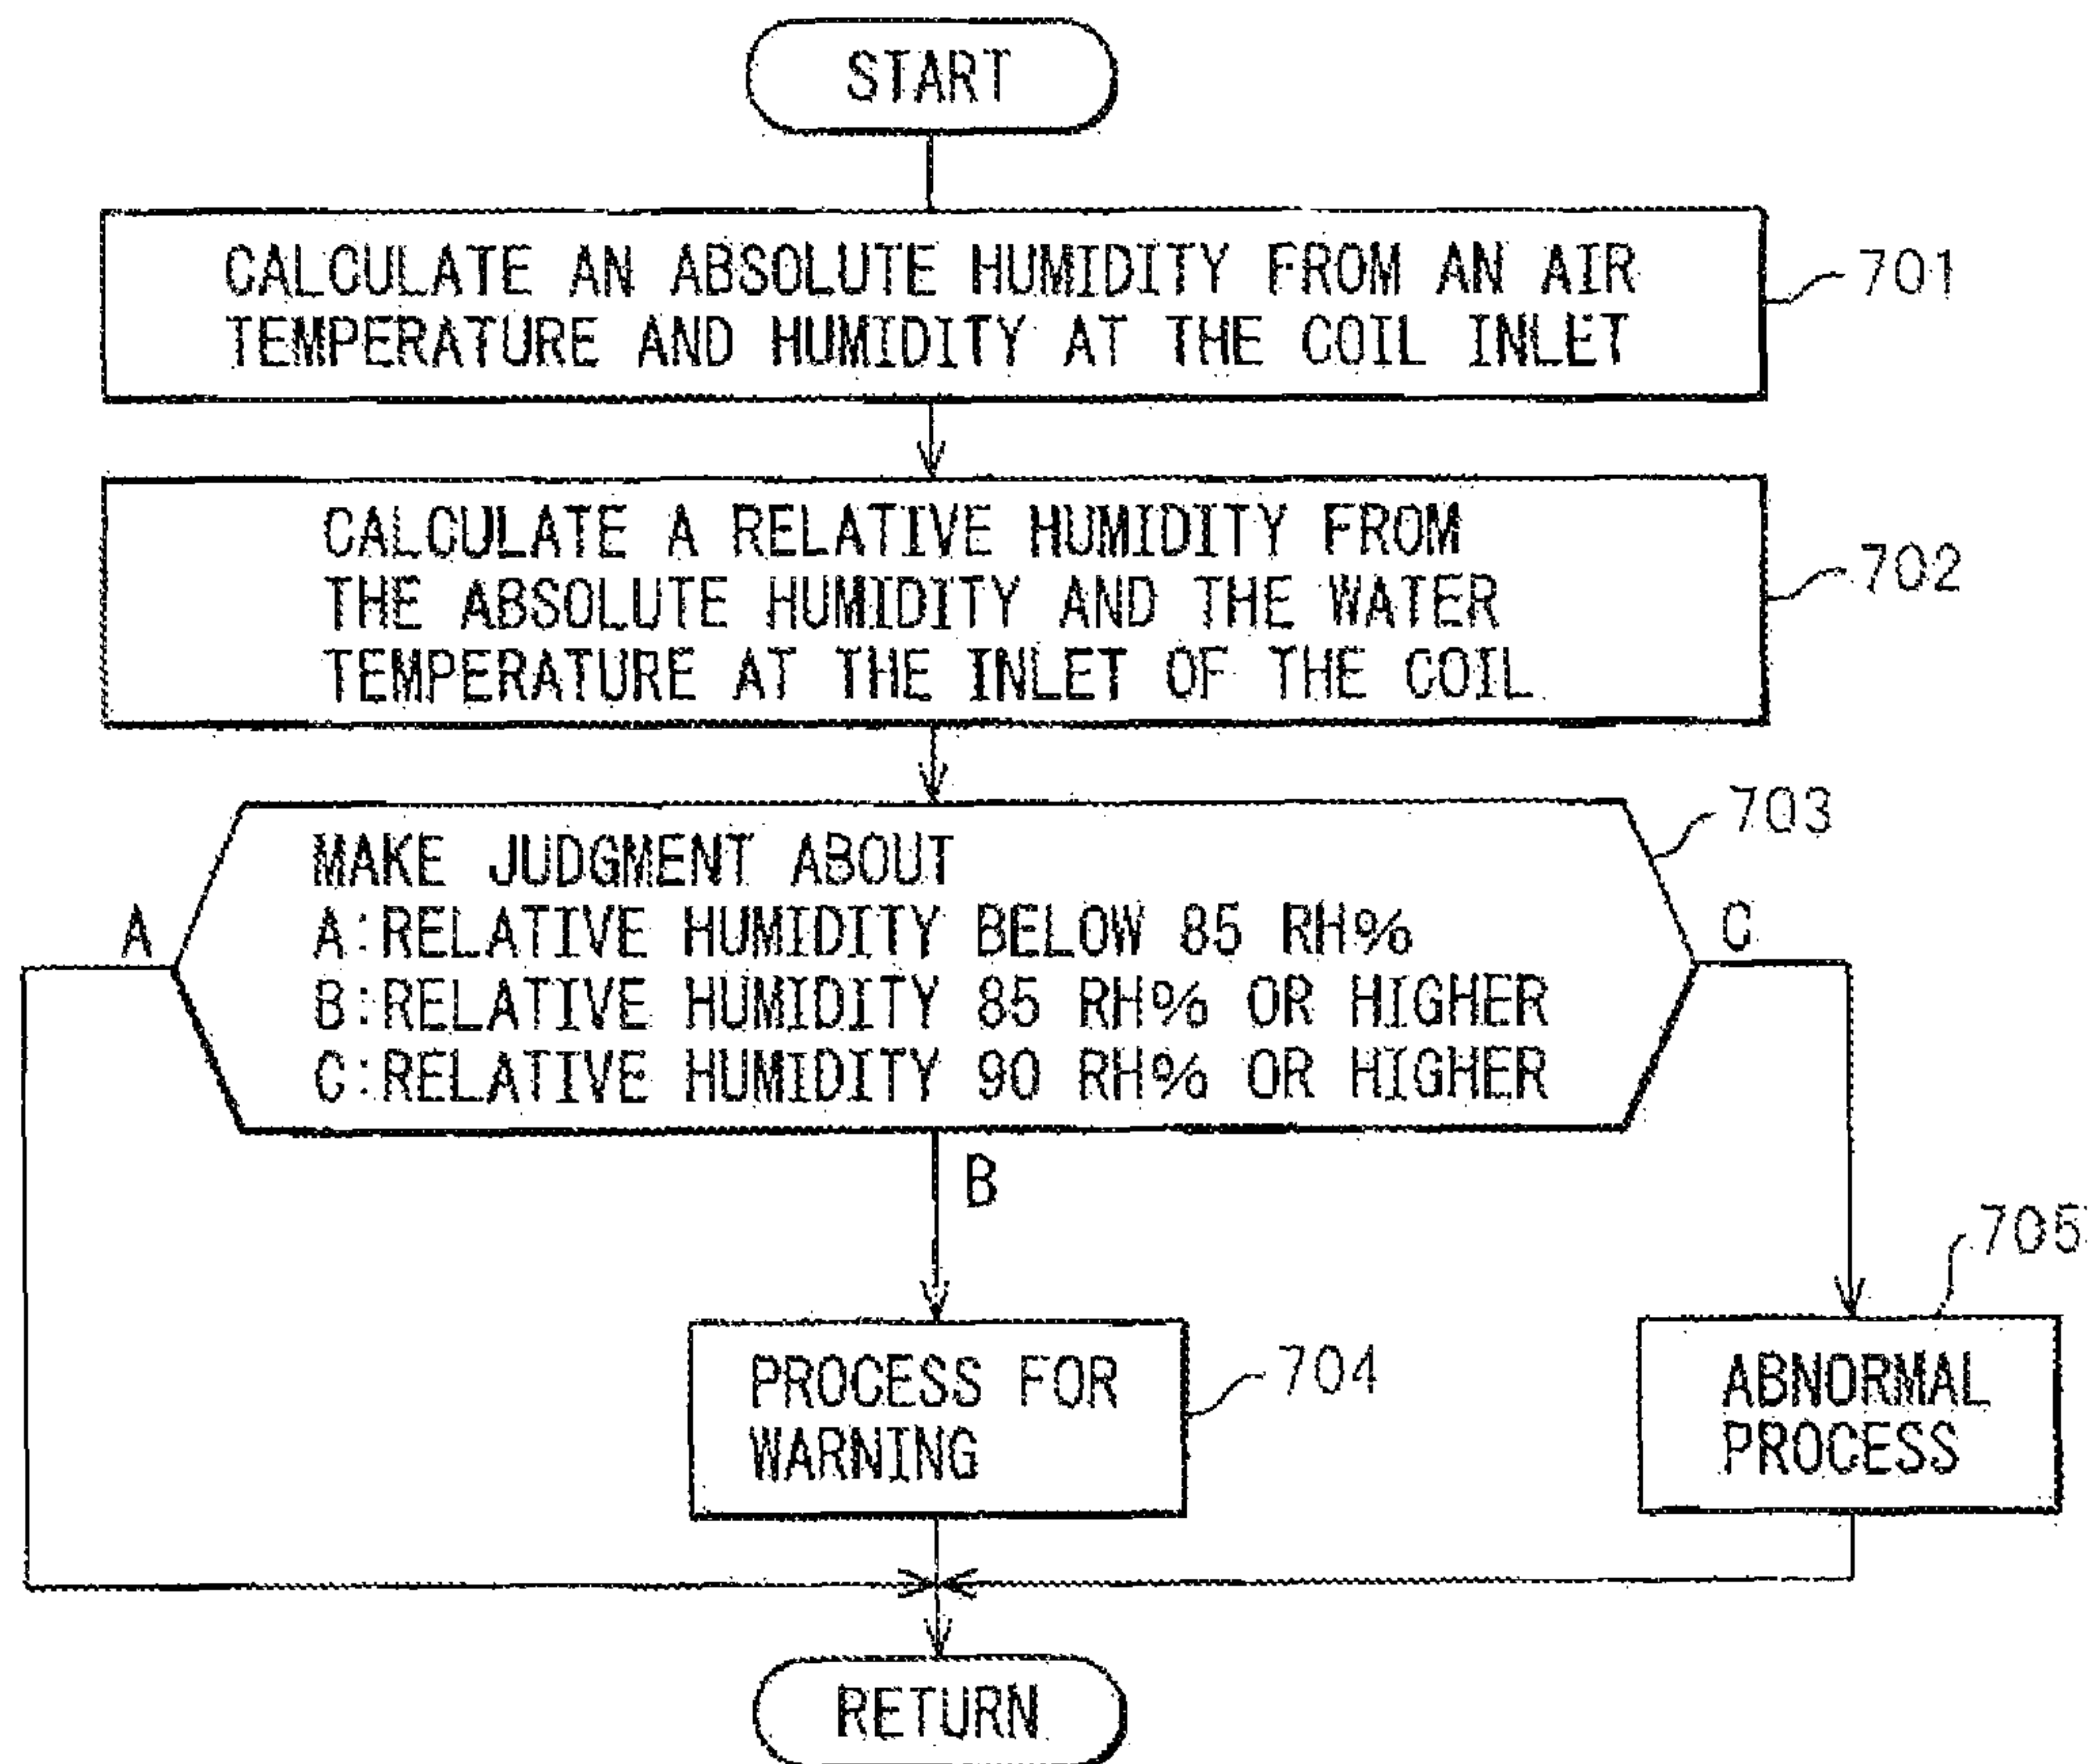 START
CALCULATE AN ABSOLUTE HUMIDITY FROM AN AIR
TEMPERATURE AND HUMIDITY AT THE COIL INLET
701
CALCULATE A RELATIVE HUMIDITY FROM
THE ABSOLUTE HUMIDITY AND THE WATER
TEMPERATURE AT THE INLET OF THE COIL
702
703
MAKE JUDGMENT ABOUT
A:RELATIVE HUMIDITY BELOW 85 RH%
B:RELATIVE HUMIDITY 85 RH% OR HIGHER
C:RELATIVE HUMIDITY 90 RH% OR HIGHER
A
C
B
705
PROCESS FOR
WARNING
704
ABNORMAL
PROCESS
RETURN